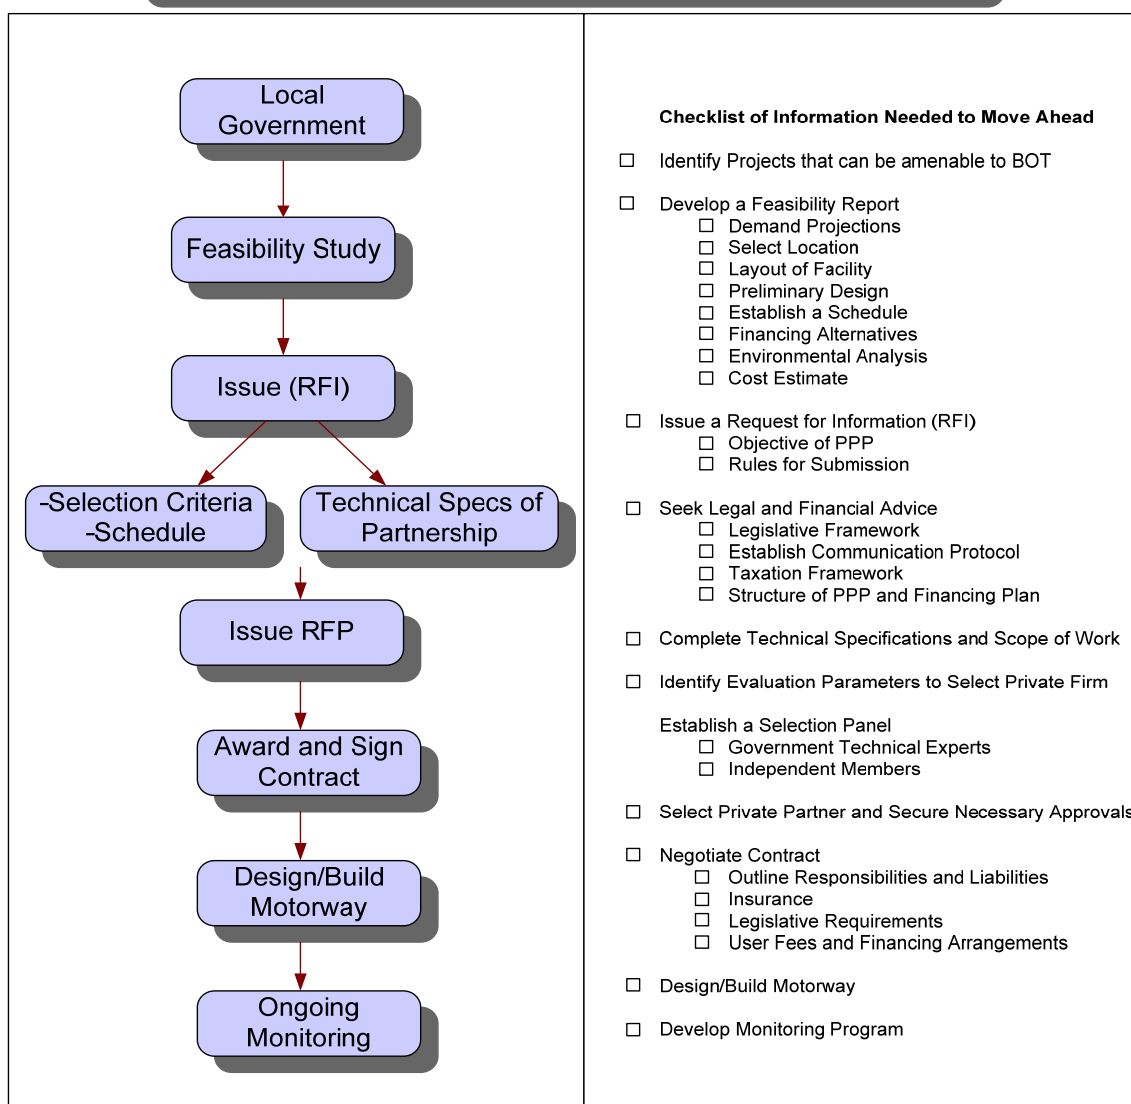 Local
Government
Feasibility Study
Issue (RFI)
-Selection Criteria
-Schedule
Technical Specs of
Partnership
Issue RFP
Award and Sign
Contract
Design/Build
Motorway
Ongoing
Monitoring
Checklist of Information Needed to Move Ahead
Identify Projects that can be amenable to BOT
Develop a Feasibility Report
Demand Projections
Select Location
Layout of Facility
Preliminary Design
Establish a Schedule
Financing Alternatives
Environmental Analysis
Cost Estimate
Issue a Request for Information (RFI)
Objective of PPP
Rules for Submission
Seek Legal and Financial Advice
Legislative Framework
Establish Communication Protocol
Taxation Framework
Structure of PPP and Financing Plan
Complete Technical Specifications and Scope of Work
Identify Evaluation Parameters to Select Private Firm
Establish a Selection Panel
Government Technical Experts
Independent Members
Select Private Partner and Secure Necessary Approvals
Negotiate Contract
Outline Responsibilities and Liabilities
Insurance
Legislative Requirements
User Fees and Financing Arrangements
Design/Build Motorway
Develop Monitoring Program